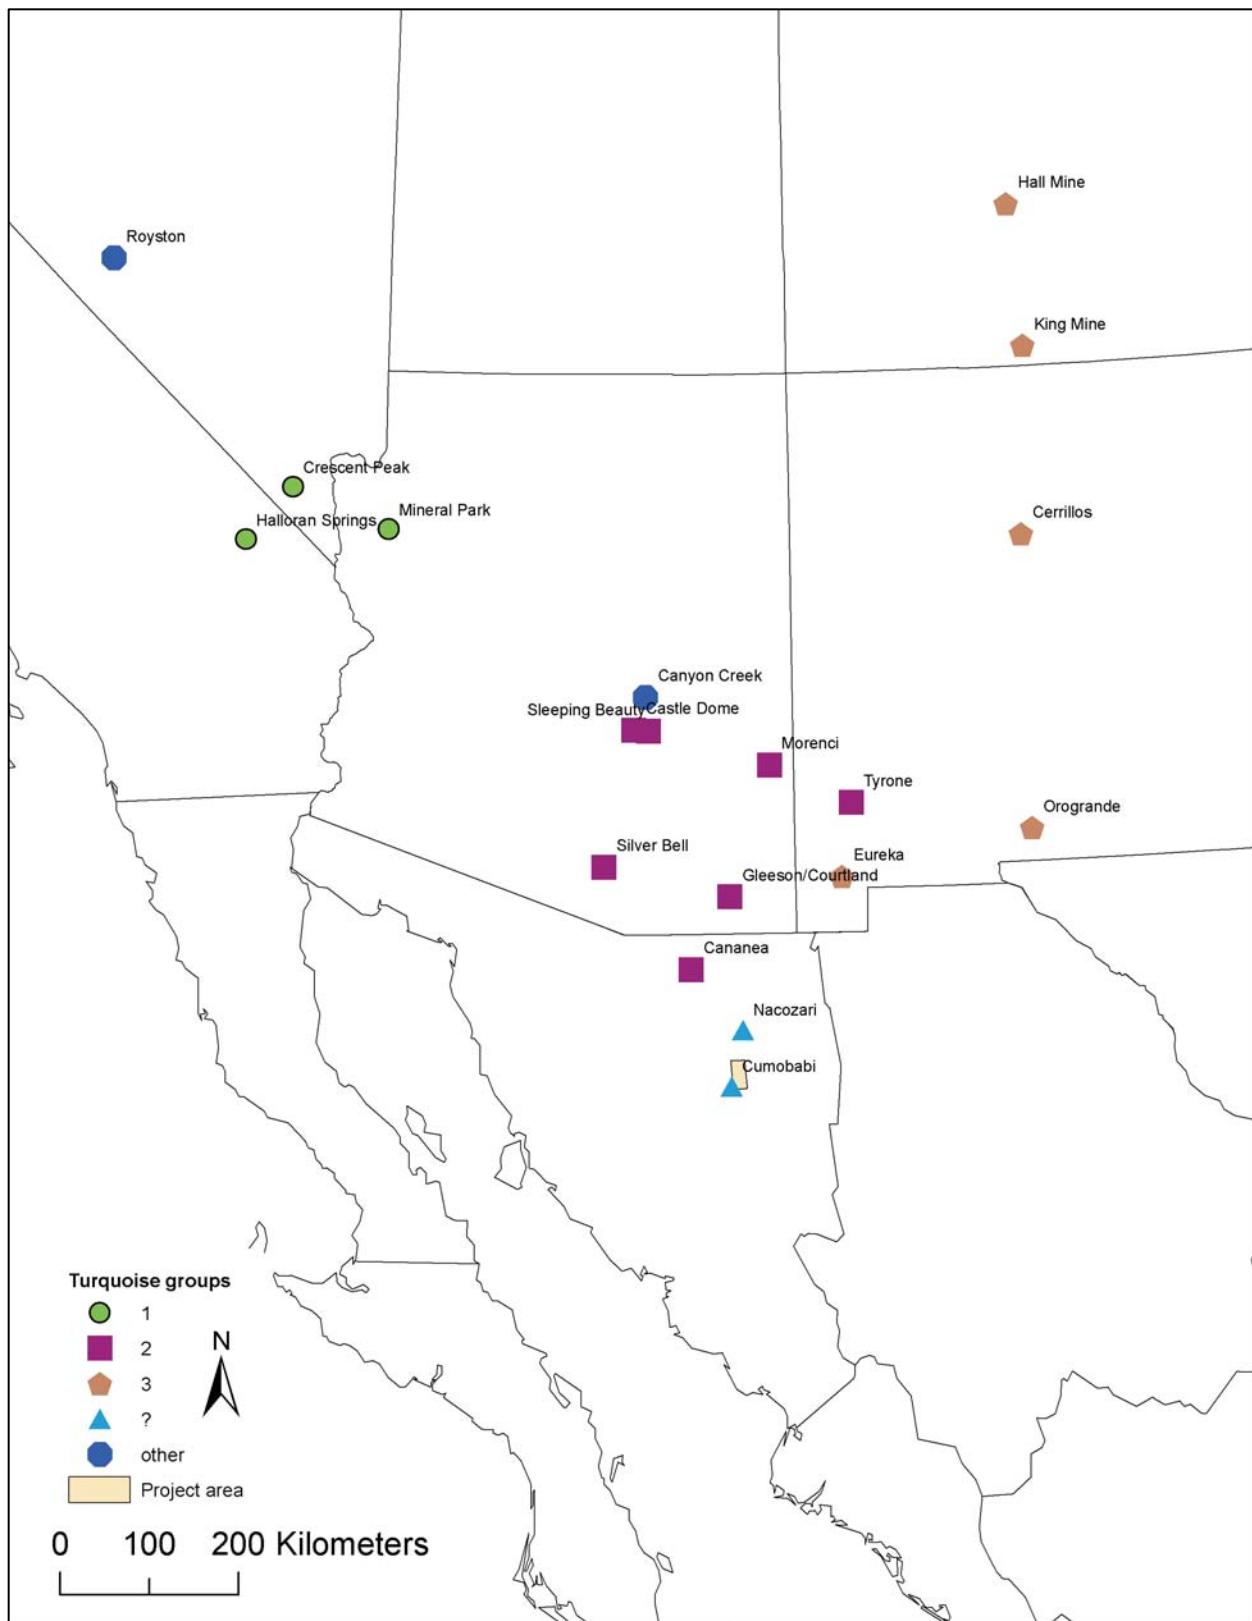 Hall Mine
Royston
King Mine
Crescent Peak
Mineral Park
Halloran Springs
Cerrillos
Canyon Creek
Sleeping Beauty
Castle Dome
Morenci
Tyrone
Orogrande
Silver Bell
Eureka
Gleeson/Courtland
Cananea
Nacozari
Cumobabi
Turquoise groups
1
2
3
?
other
Project area
N
0 100 200 Kilometers